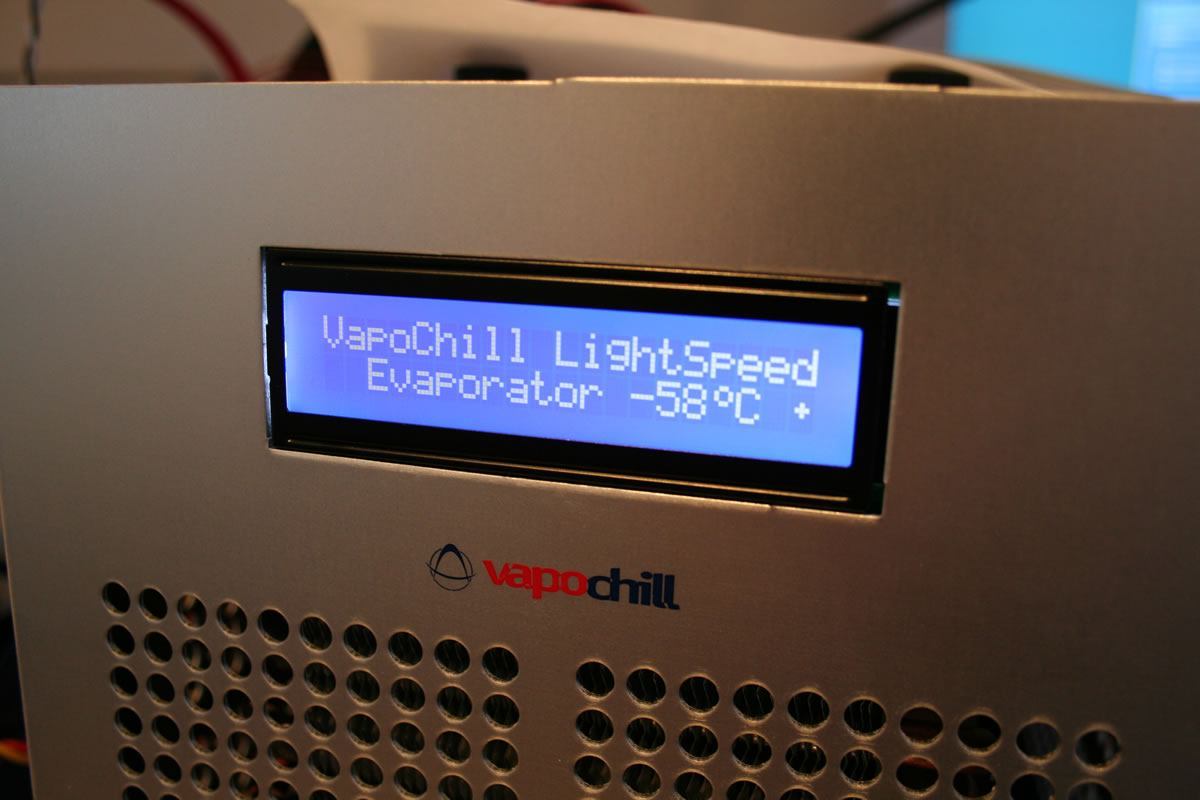 VapoChill LightSpeed
Evaporator -58°C +
vapochill